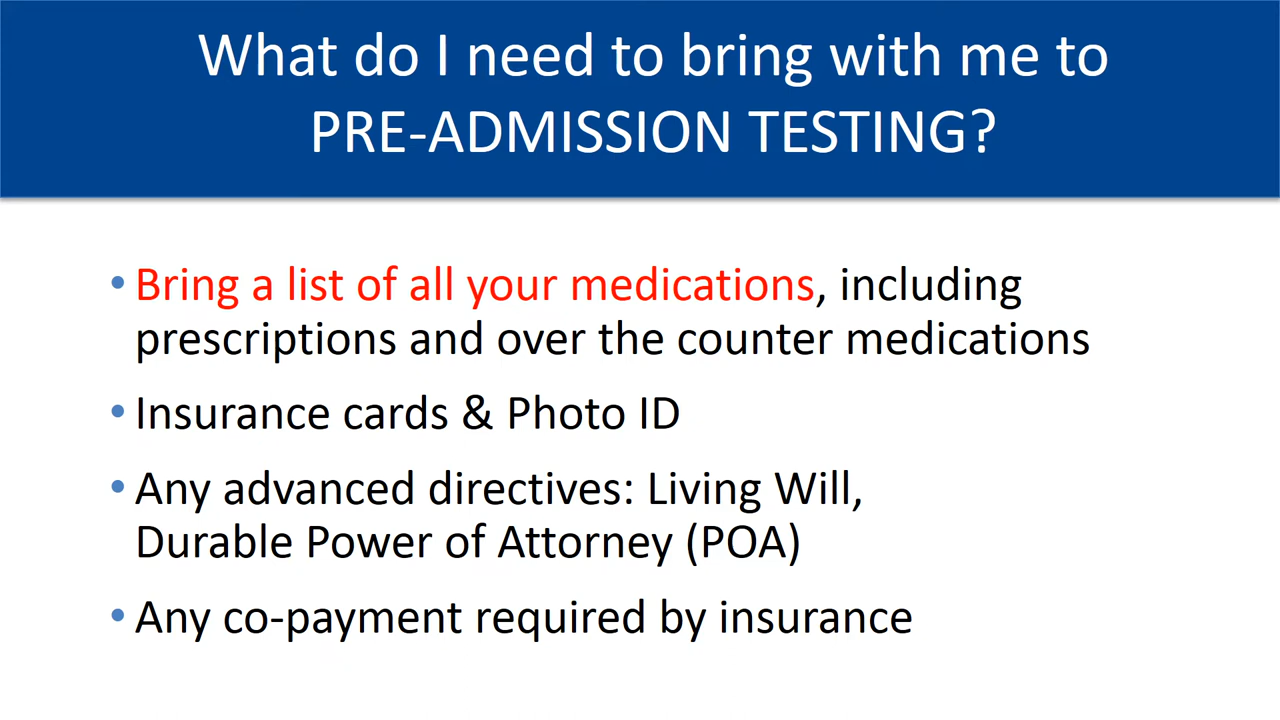 What do I need to bring with me to
PRE-ADMISSION TESTING?
• Bring a list of all your medications, including
prescriptions and over the counter medications
• Insurance cards & Photo ID
• Any advanced directives: Living Will,
Durable Power of Attorney (POA)
• Any co-payment required by insurance